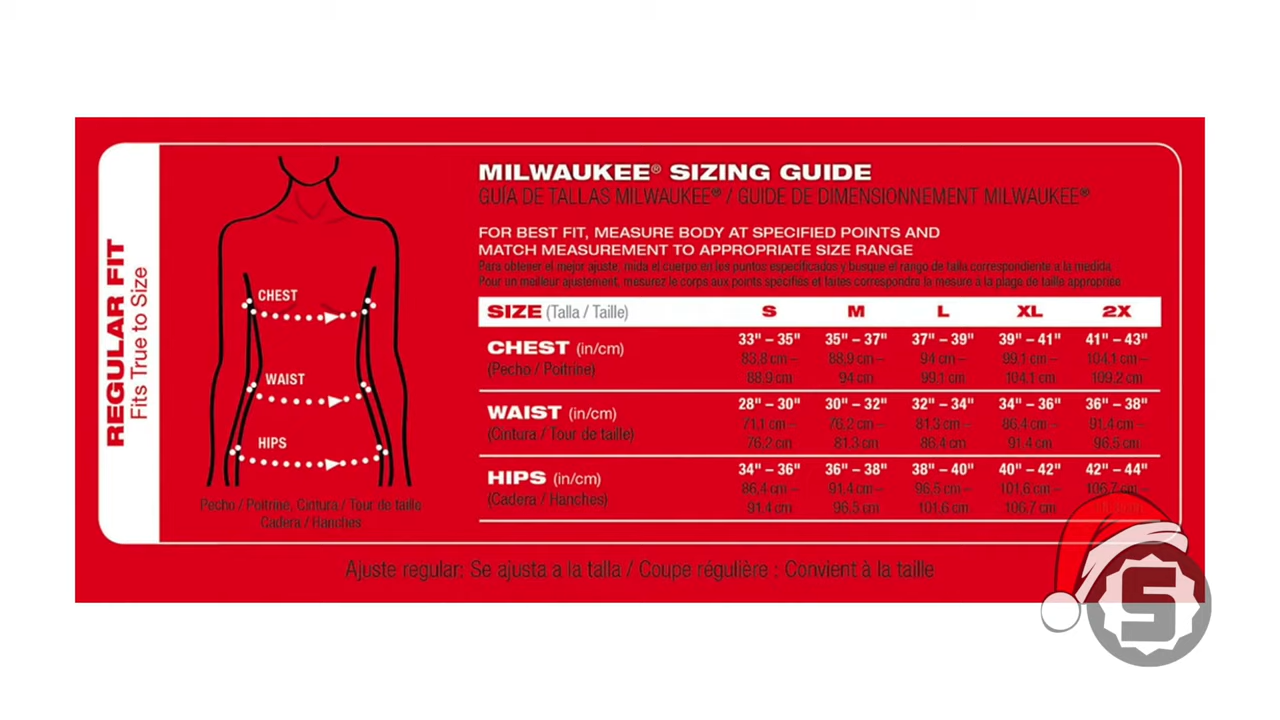 REGULAR FIT
Fits True to Size
CHEST
WAIST
HIPS
Pecho / Poitrine, Cintura / Tour de taille
Cadera / Hanches
MILWAUKEE® SIZING GUIDE
GUÍA DE TALLAS MILWAUKEE® / GUIDE DE DIMENSIONNEMENT MILWAUKEE®
FOR BEST FIT, MEASURE BODY AT SPECIFIED POINTS AND
MATCH MEASUREMENT TO APPROPRIATE SIZE RANGE
Para obtener el mejor ajuste, mida el cuerpo en los puntos especificados y busque el rango de talla correspondiente a la medida
Pour un meilleur ajustement, mesurez le corps aux points spécifiés et faites correspondre la mesure à la plage de taille appropriée
SIZE (Talla / Taille) S M L XL 2X
CHEST (in/cm) 33" – 35" 35" – 37" 37" – 39" 39" – 41" 41" – 43"
(Pecho / Poitrine) 83,8 cm – 88,9 cm – 94 cm – 99,1 cm – 104,1 cm –
88,9 cm 94 cm 99,1 cm 104,1 cm 109,2 cm
WAIST (in/cm) 28" – 30" 30" – 32" 32" – 34" 34" – 36" 36" – 38"
(Cintura / Tour de taille) 71,1 cm – 76,2 cm – 81,3 cm – 86,4 cm – 91,4 cm –
76,2 cm 81,3 cm 86,4 cm 91,4 cm 96,5 cm
HIPS (in/cm) 34" – 36" 36" – 38" 38" – 40" 40" – 42" 42" – 44"
(Cadera / Hanches) 86,4 cm – 91,4 cm – 96,5 cm – 101,6 cm – 106,7 cm –
91,4 cm 96,5 cm 101,6 cm 106,7 cm
Ajuste regular: Se ajusta a la talla / Coupe régulière : Convient à la taille
S